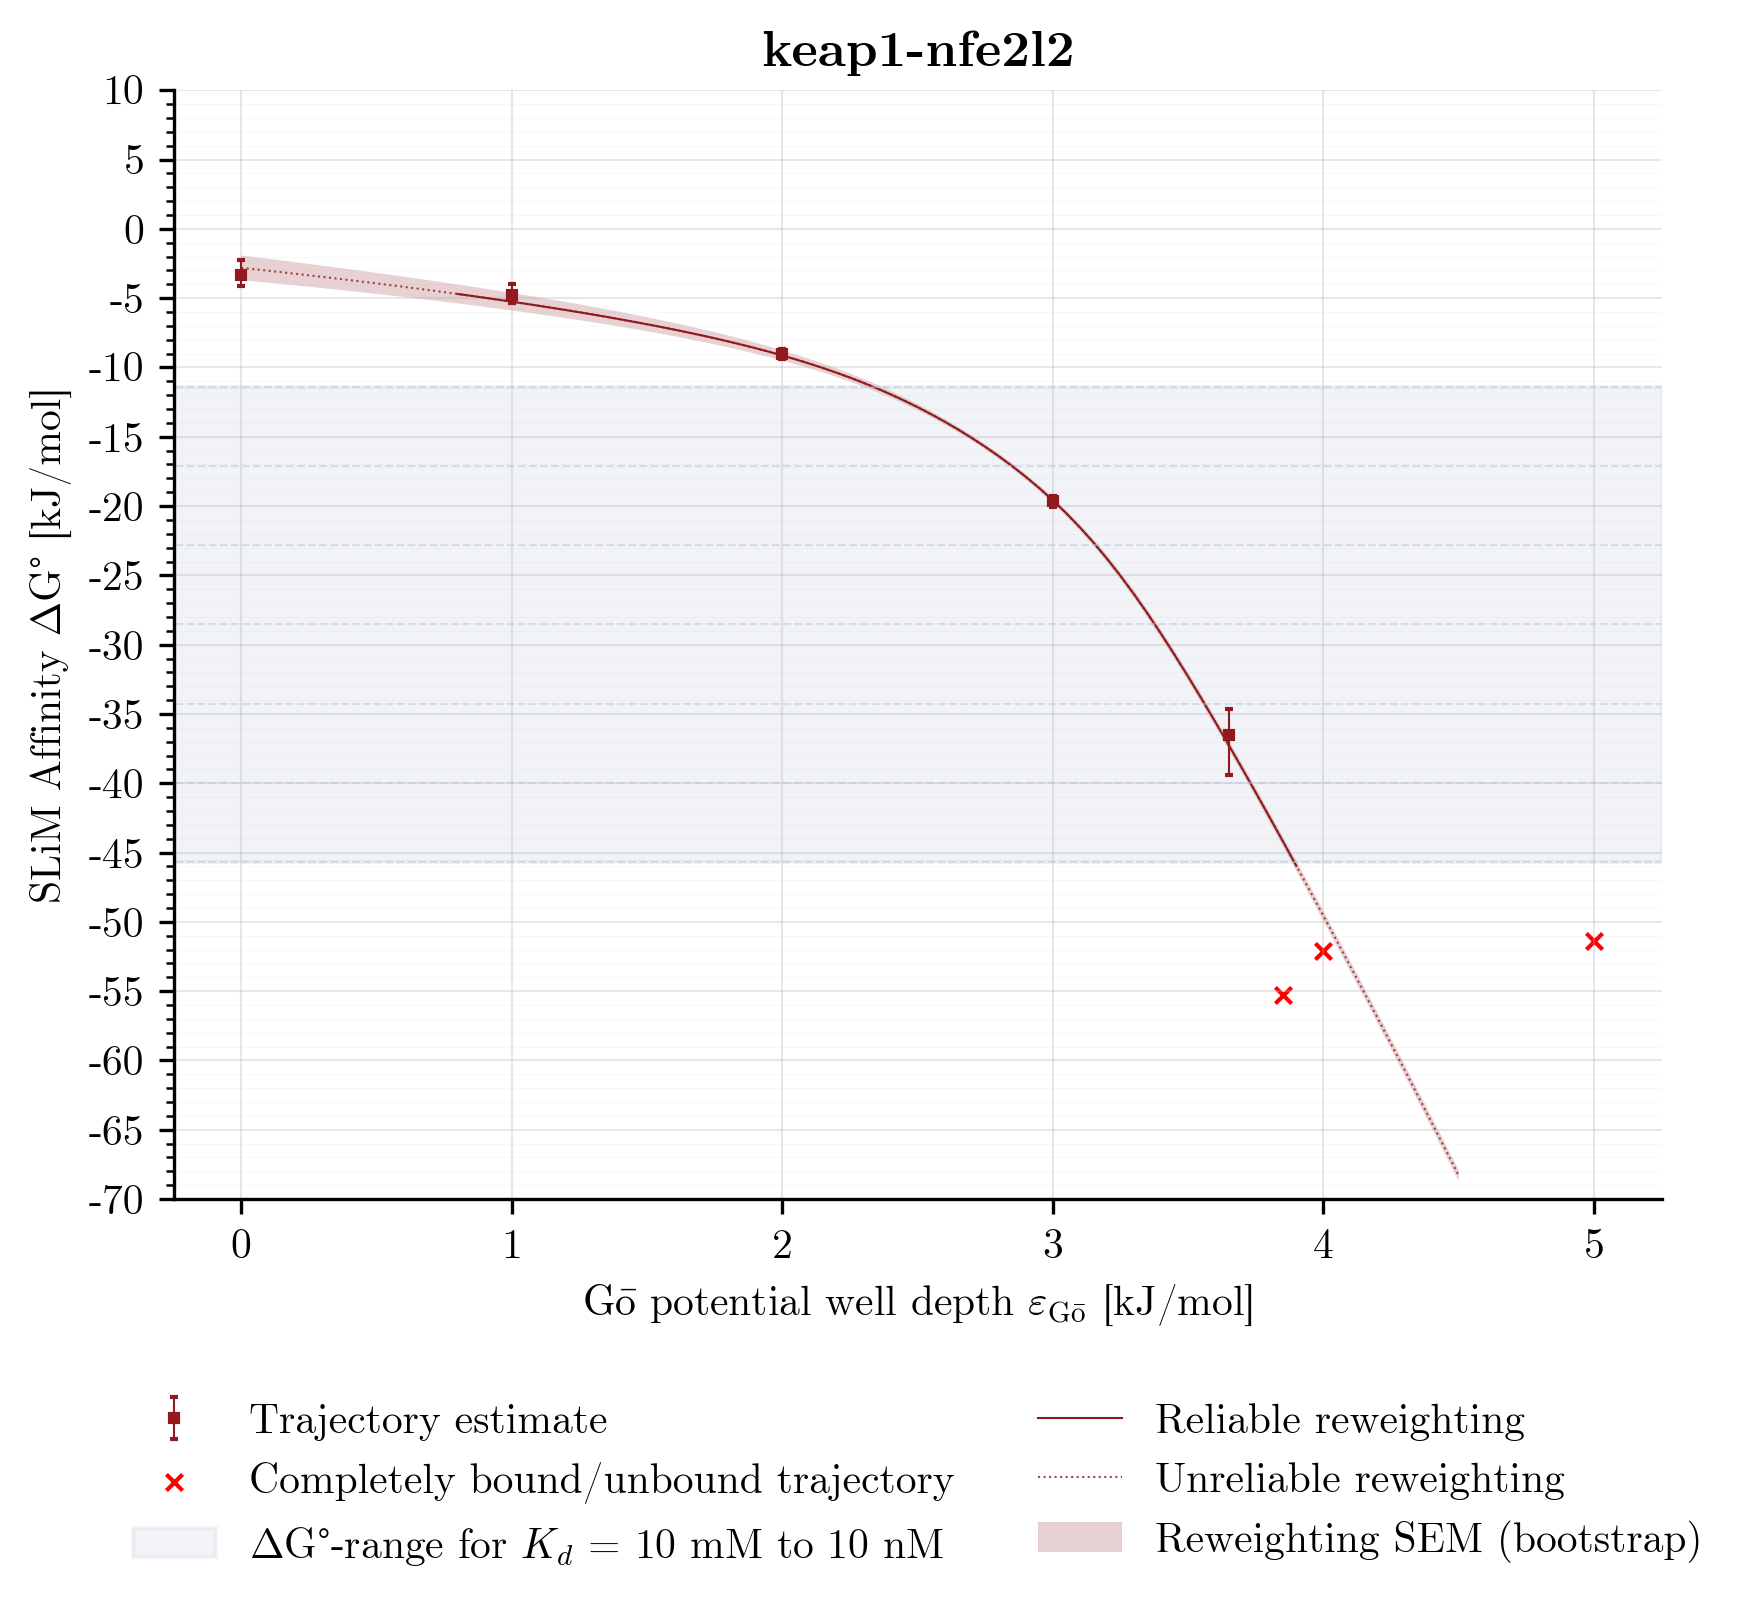 keap1-nfe2l2
10
5
0
-5
-10
-15
-20
-25
-30
-35
-40
-45
-50
-55
-60
-65
-70
SLiM Affinity ΔG° [kJ/mol]
0 1 2 3 4 5
Gō potential well depth ε_Gō [kJ/mol]
Trajectory estimate
Completely bound/unbound trajectory
ΔG°-range for K_d = 10 mM to 10 nM
Reliable reweighting
Unreliable reweighting
Reweighting SEM (bootstrap)